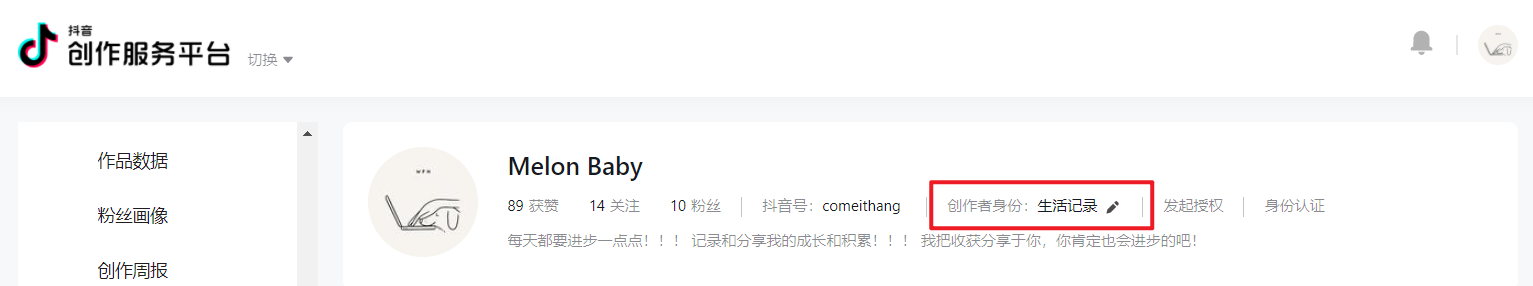 抖音
创作服务平台
切换
作品数据
粉丝画像
创作周报
Melon Baby
89 获赞 14 关注 10 粉丝 抖音号：comeithang 创作者身份：生活记录 发起授权 身份认证
每天都要进步一点点！！！ 记录和分享我的成长和积累！！！ 我把收获分享于你，你肯定也会进步的吧！